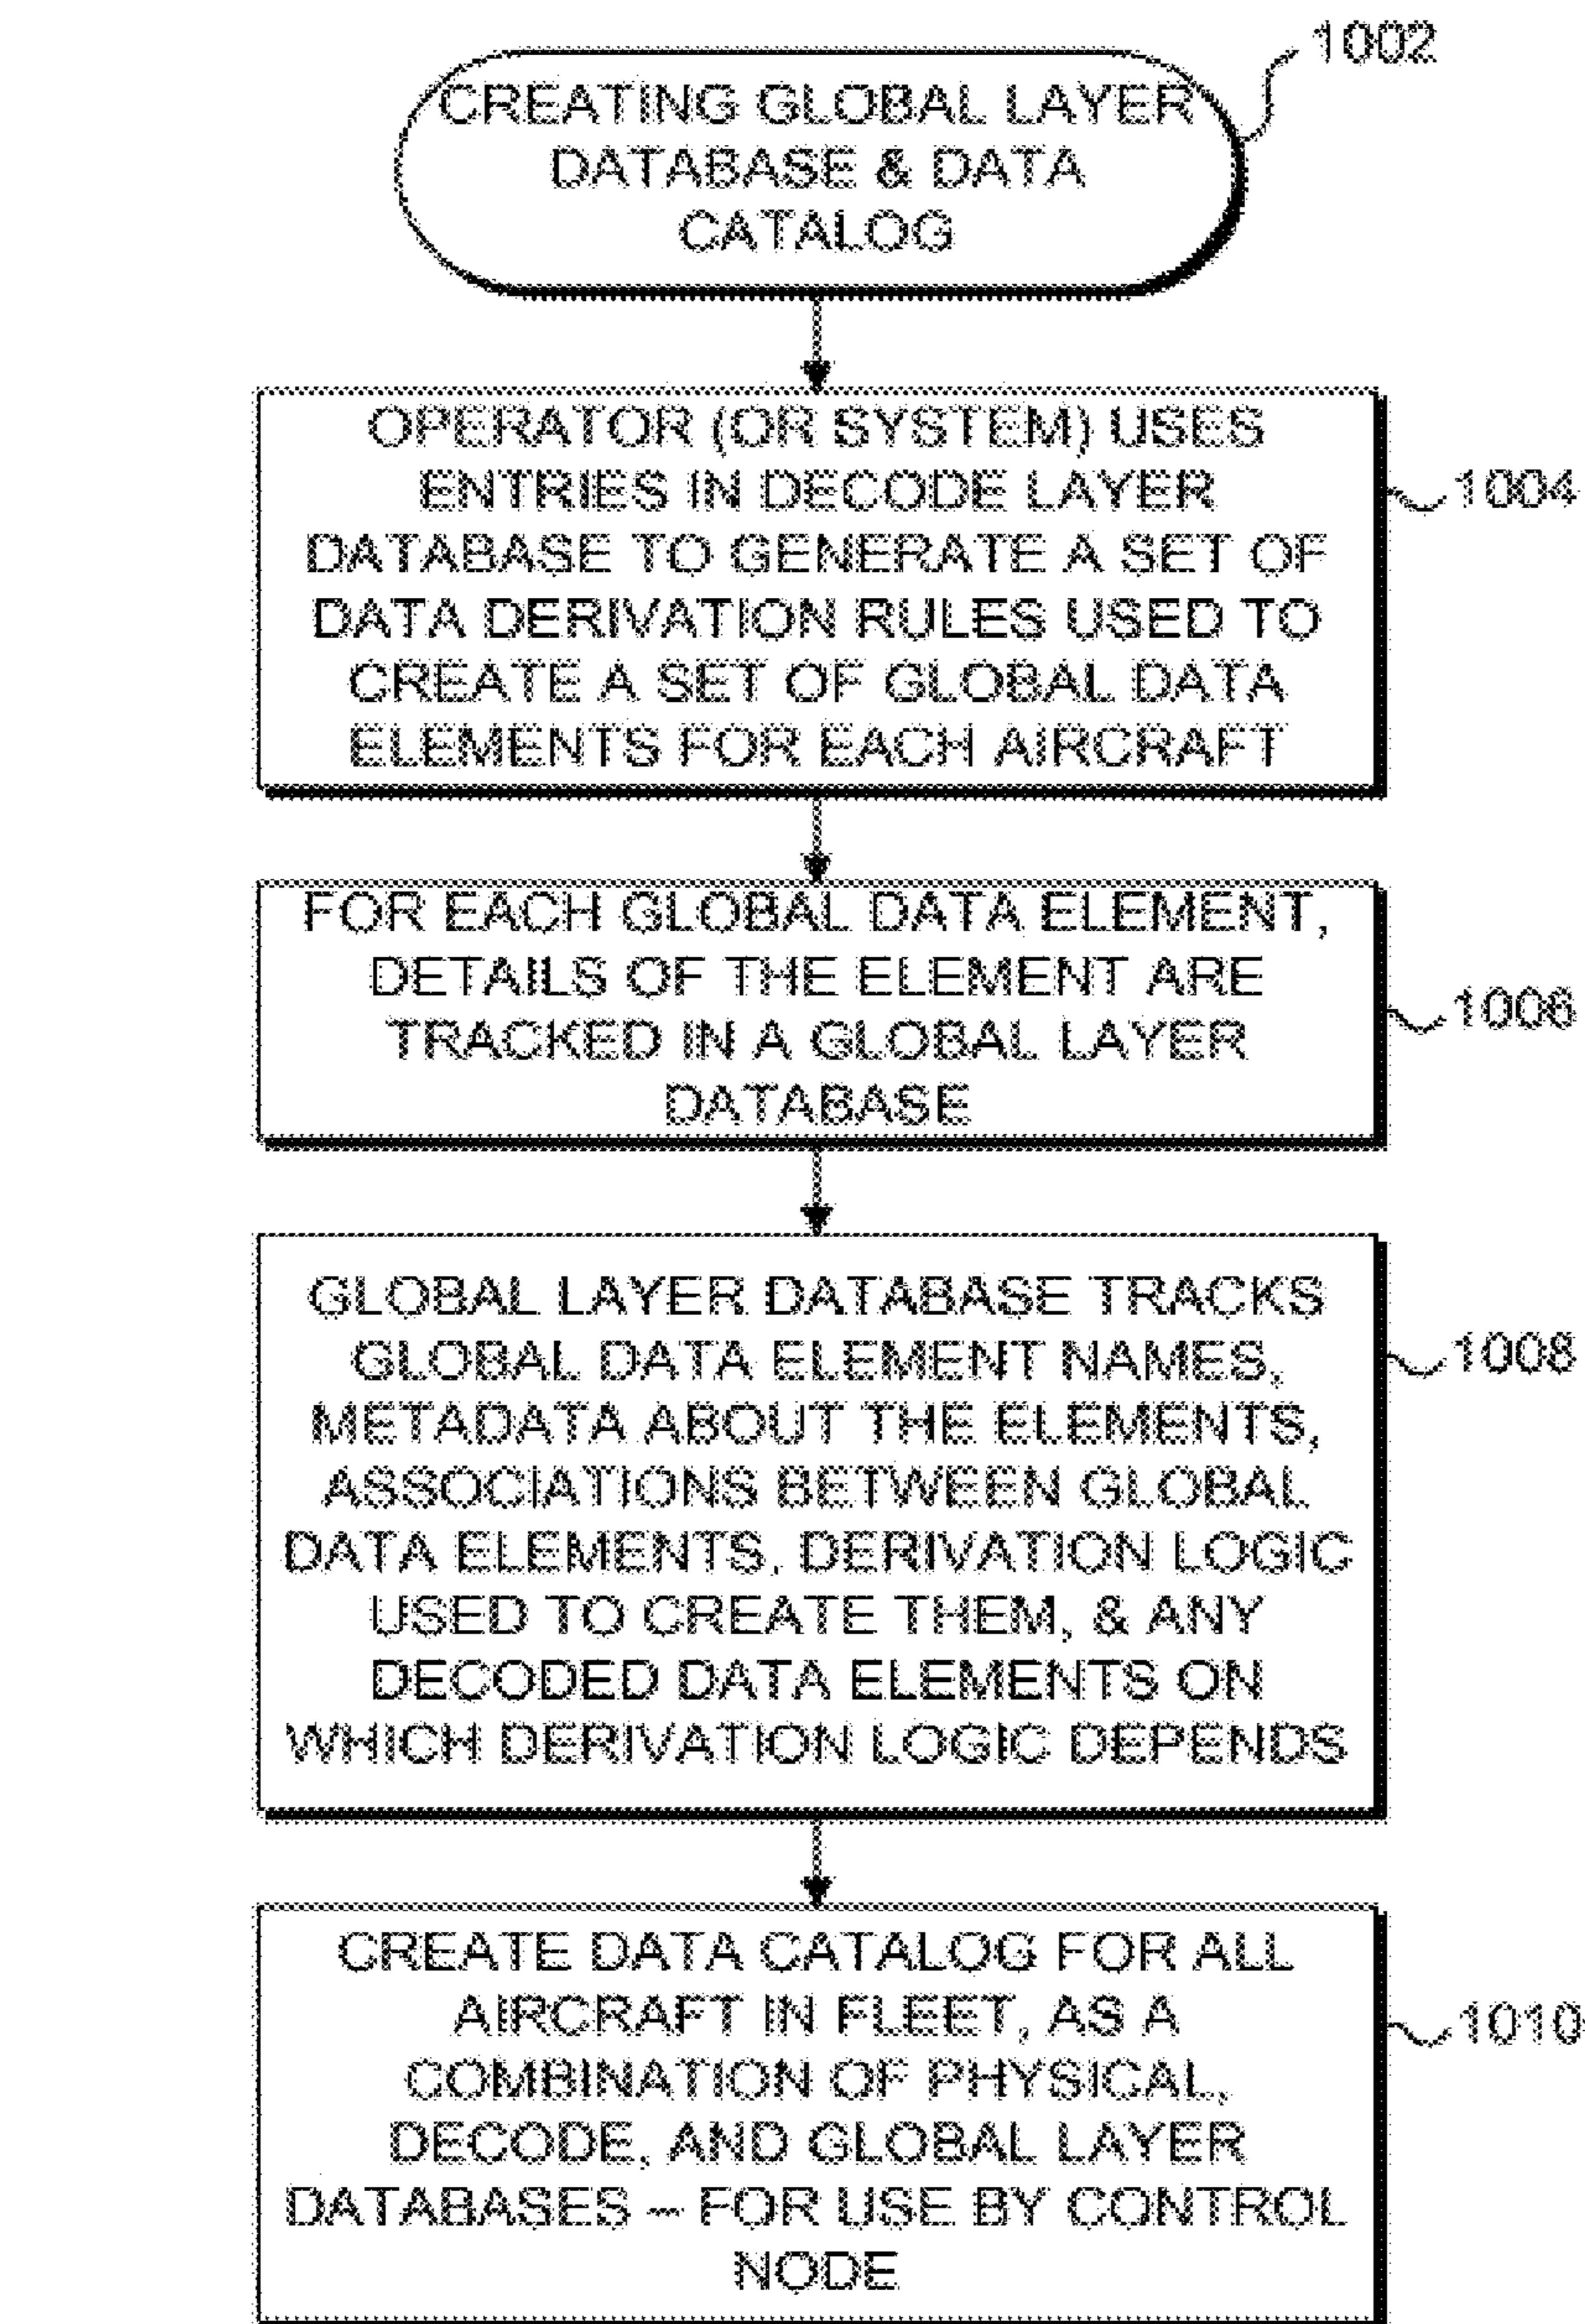 1002
CREATING GLOBAL LAYER
DATABASE & DATA
CATALOG
OPERATOR (OR SYSTEM) USES
ENTRIES IN DECODE LAYER
DATABASE TO GENERATE A SET OF
DATA DERIVATION RULES USED TO
CREATE A SET OF GLOBAL DATA
ELEMENTS FOR EACH AIRCRAFT
1004
FOR EACH GLOBAL DATA ELEMENT,
DETAILS OF THE ELEMENT ARE
TRACKED IN A GLOBAL LAYER
DATABASE
1006
GLOBAL LAYER DATABASE TRACKS
GLOBAL DATA ELEMENT NAMES,
METADATA ABOUT THE ELEMENTS,
ASSOCIATIONS BETWEEN GLOBAL
DATA ELEMENTS, DERIVATION LOGIC
USED TO CREATE THEM, & ANY
DECODED DATA ELEMENTS ON
WHICH DERIVATION LOGIC DEPENDS
1008
CREATE DATA CATALOG FOR ALL
AIRCRAFT IN FLEET, AS A
COMBINATION OF PHYSICAL,
DECODE, AND GLOBAL LAYER
DATABASES – FOR USE BY CONTROL
NODE
1010